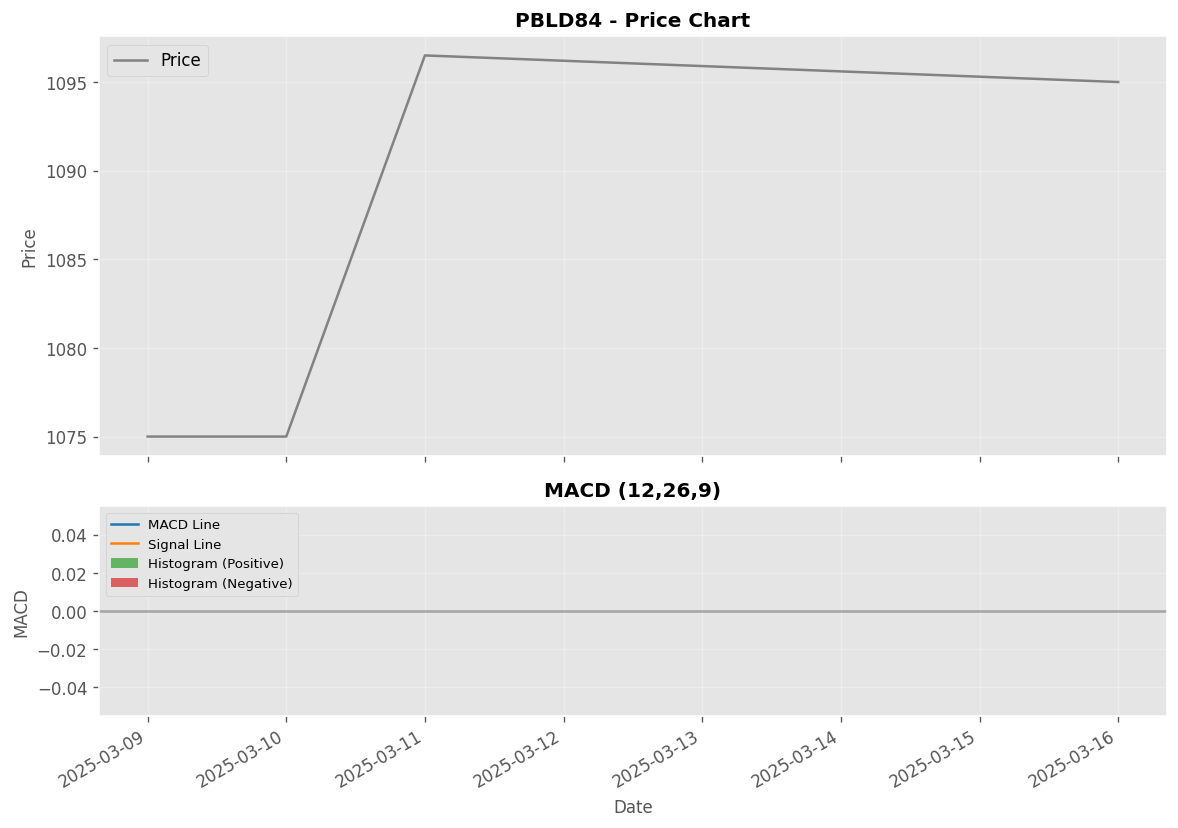 PBLD84 - Price Chart
Price
1095
1090
1085
1080
1075
Price
MACD (12,26,9)
MACD Line
Signal Line
Histogram (Positive)
Histogram (Negative)
0.04
0.02
0.00
−0.02
−0.04
MACD
2025-03-09
2025-03-10
2025-03-11
2025-03-12
2025-03-13
2025-03-14
2025-03-15
2025-03-16
Date